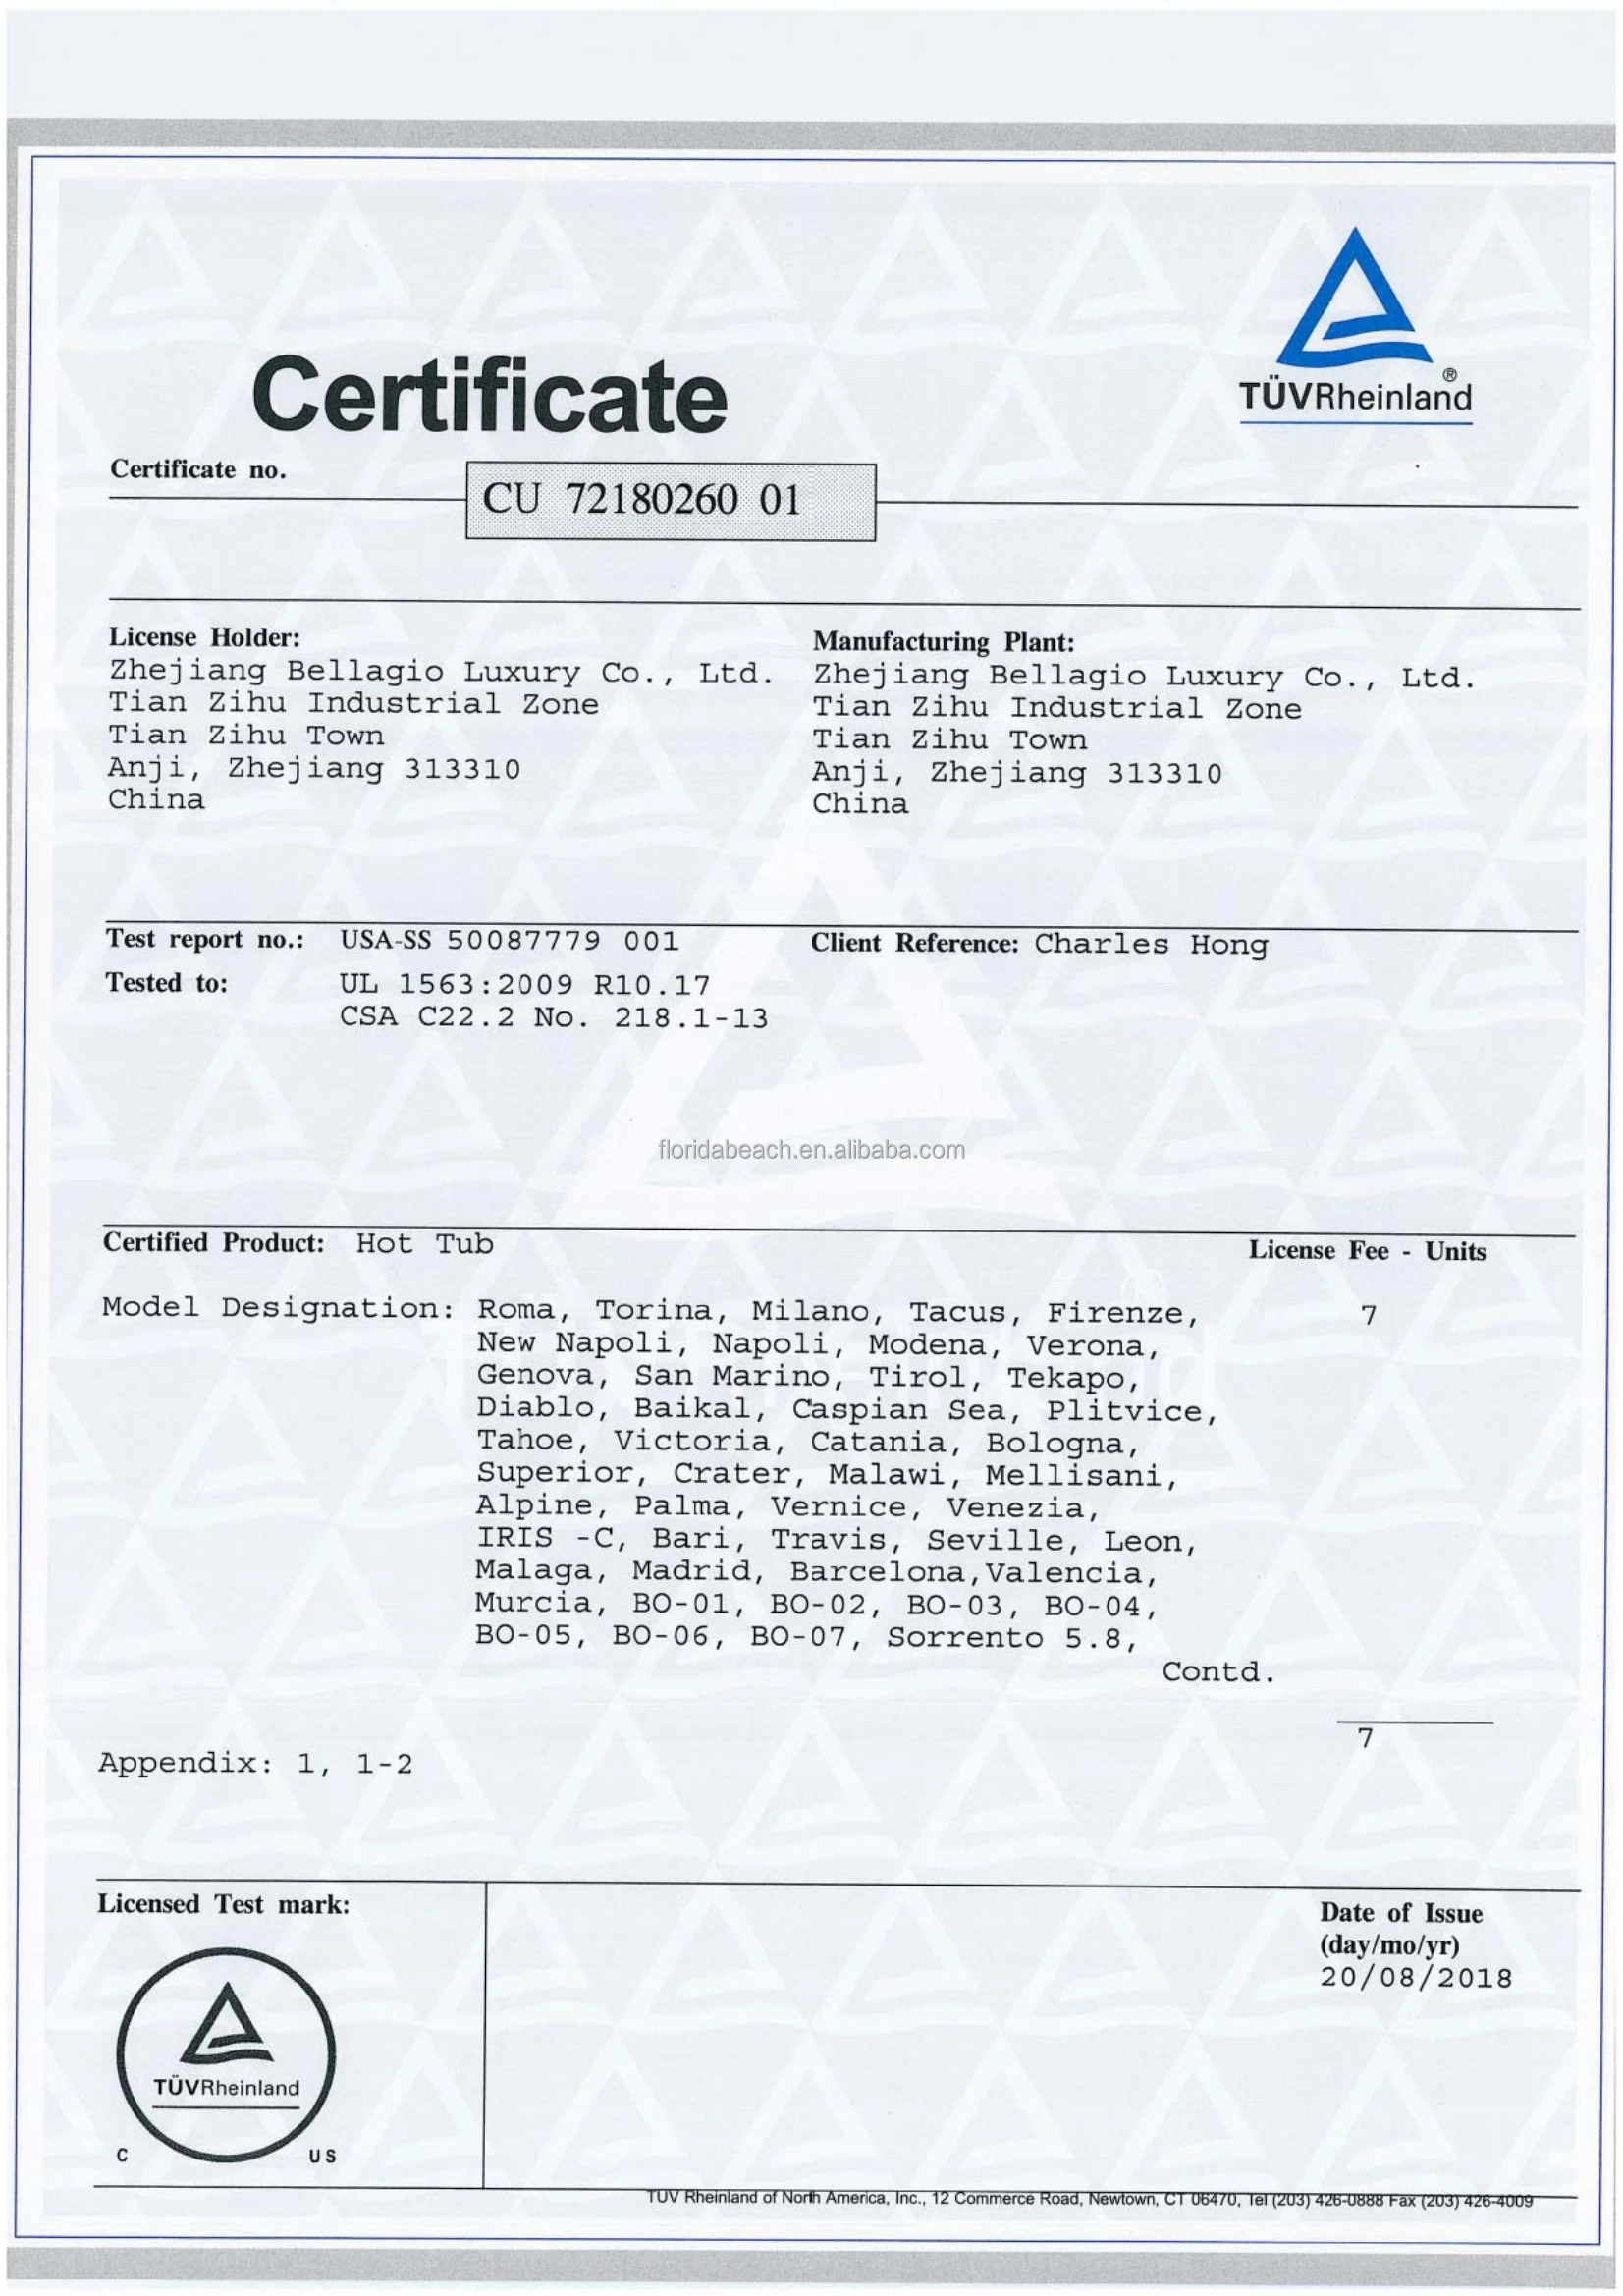 TÜVRheinland®
Certificate
Certificate no.
CU 72180260 01
License Holder:
Zhejiang Bellagio Luxury Co., Ltd.
Tian Zihu Industrial Zone
Tian Zihu Town
Anji, Zhejiang 313310
China
Manufacturing Plant:
Zhejiang Bellagio Luxury Co., Ltd.
Tian Zihu Industrial Zone
Tian Zihu Town
Anji, Zhejiang 313310
China
Test report no.: USA-SS 50087779 001
Client Reference: Charles Hong
Tested to: UL 1563:2009 R10.17
CSA C22.2 No. 218.1-13
floridabeach.en.alibaba.com
Certified Product: Hot Tub
License Fee - Units
Model Designation: Roma, Torina, Milano, Tacus, Firenze, 7
New Napoli, Napoli, Modena, Verona,
Genova, San Marino, Tirol, Tekapo,
Diablo, Baikal, Caspian Sea, Plitvice,
Tahoe, Victoria, Catania, Bologna,
Superior, Crater, Malawi, Mellisani,
Alpine, Palma, Vernice, Venezia,
IRIS -C, Bari, Travis, Seville, Leon,
Malaga, Madrid, Barcelona,Valencia,
Murcia, BO-01, BO-02, BO-03, BO-04,
BO-05, BO-06, BO-07, Sorrento 5.8,
Contd.
7
Appendix: 1, 1-2
Licensed Test mark:
TÜVRheinland
C US
Date of Issue
(day/mo/yr)
20/08/2018
TUV Rheinland of North America, Inc., 12 Commerce Road, Newtown, CT 06470, Tel (203) 426-0888 Fax (203) 426-4009